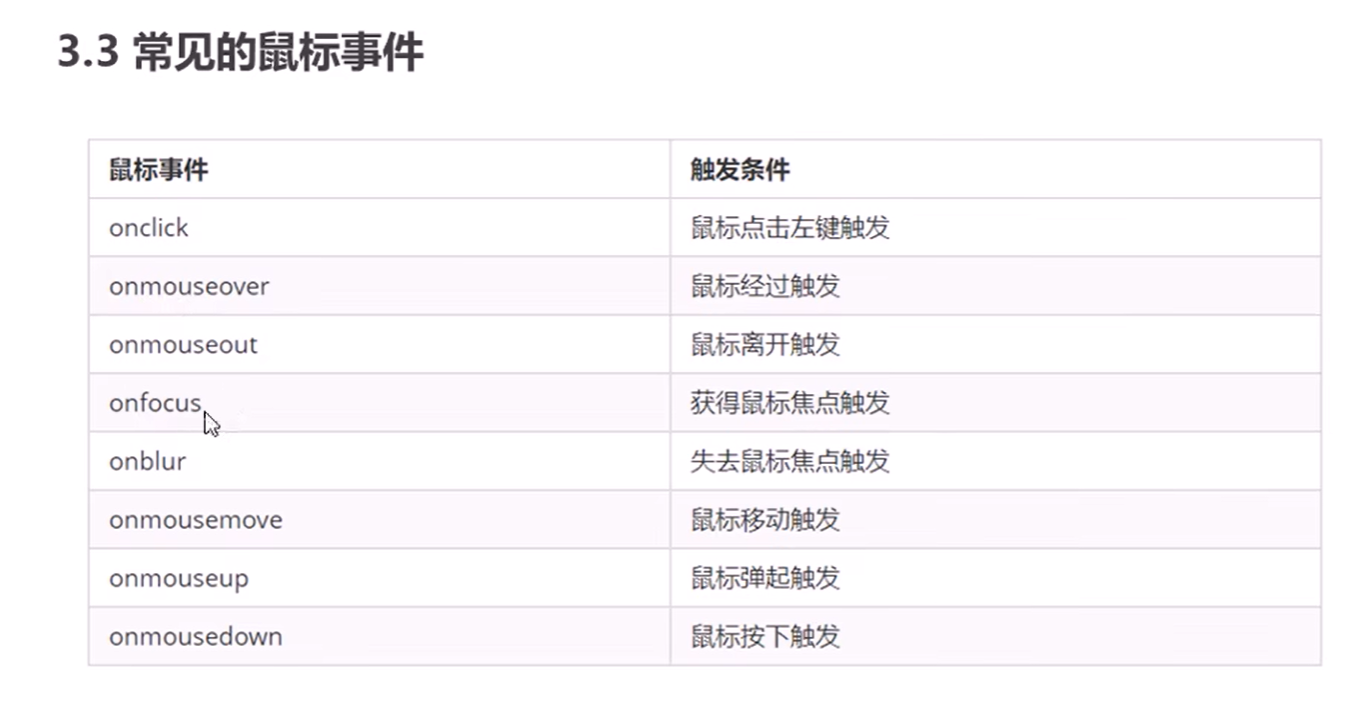 3.3 常见的鼠标事件
鼠标事件 触发条件
onclick 鼠标点击左键触发
onmouseover 鼠标经过触发
onmouseout 鼠标离开触发
onfocus 获得鼠标焦点触发
onblur 失去鼠标焦点触发
onmousemove 鼠标移动触发
onmouseup 鼠标弹起触发
onmousedown 鼠标按下触发